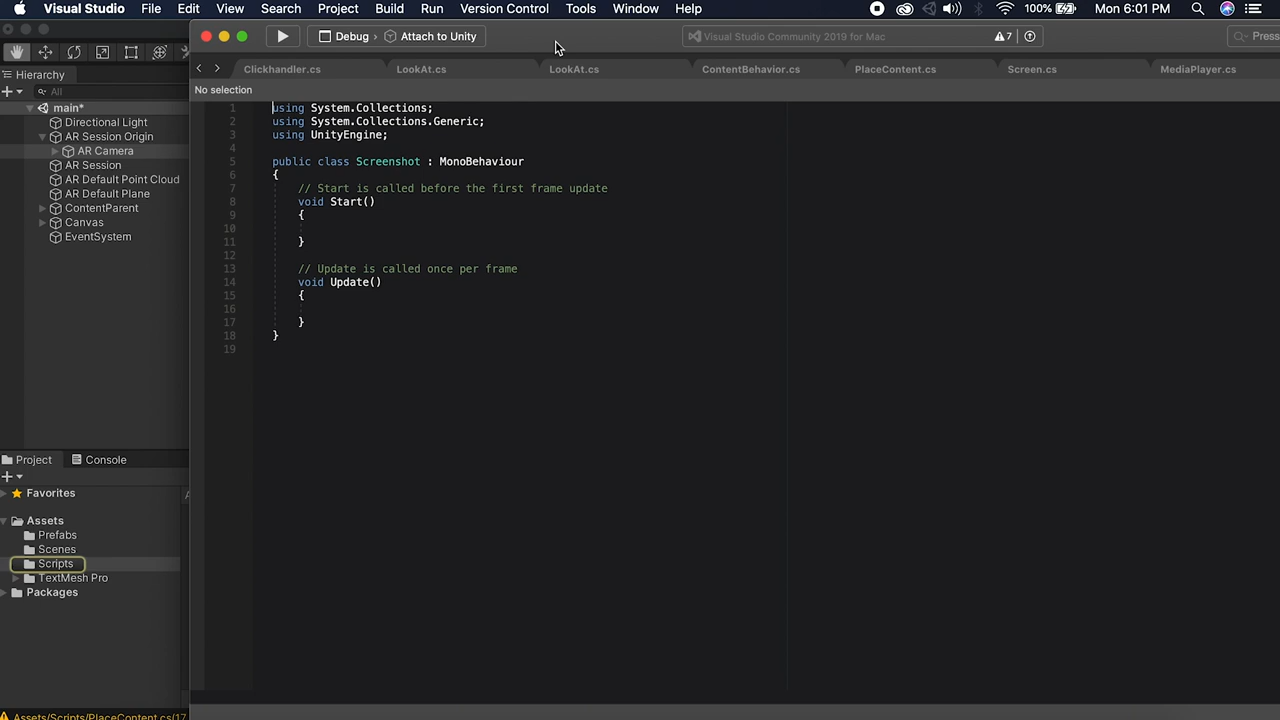 Visual Studio File Edit View Search Project Build Run Version Control Tools Window Help 100% Mon 6:01 PM
Debug › Attach to Unity Visual Studio Community 2019 for Mac 7 Press
Hierarchy
Clickhandler.cs LookAt.cs LookAt.cs ContentBehavior.cs PlaceContent.cs Screen.cs MediaPlayer.cs
All
No selection
main*
Directional Light
AR Session Origin
AR Camera
AR Session
AR Default Point Cloud
AR Default Plane
ContentParent
Canvas
EventSystem
1 using System.Collections;
2 using System.Collections.Generic;
3 using UnityEngine;
4
5 public class Screenshot : MonoBehaviour
6 {
7 // Start is called before the first frame update
8 void Start()
9 {
10
11 }
12
13 // Update is called once per frame
14 void Update()
15 {
16
17 }
18 }
19
Project Console
Favorites
Assets
Prefabs
Scenes
Scripts
TextMesh Pro
Packages
Assets/Scripts/PlaceContent.cs(17